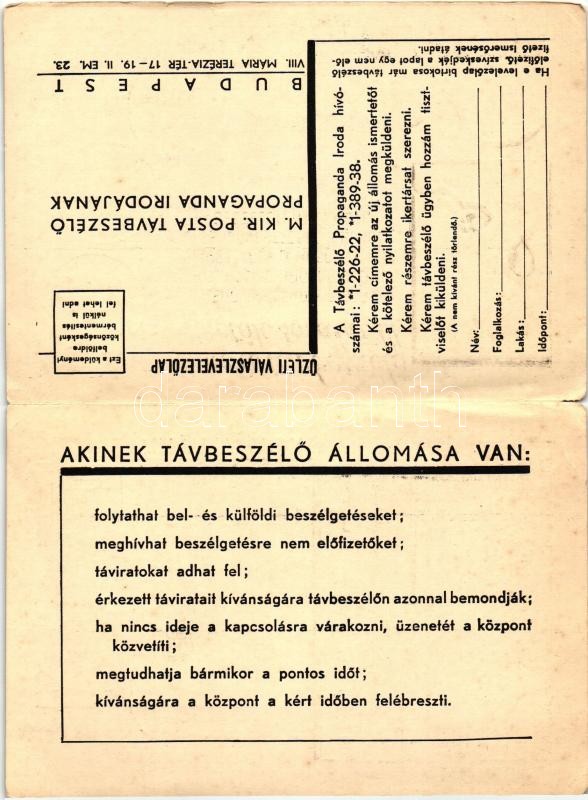 ÜZLETI VÁLASZLEVELEZŐLAP
Ezt a küldeményt
belföldre
közönségesként
bérmentesítés
nélkül is
fel lehet adni
M. KIR. POSTA TÁVBESZÉLŐ
PROPAGANDA IRODÁJÁNAK
BUDAPEST
VIII. MÁRIA TERÉZIA-TÉR 17–19. II. EM. 23.
A Távbeszélő Propaganda Iroda hívó-
számai: *1-226-22, *1-389-38.
Kérem címemre az új állomás ismertetőt
és a kötelező nyilatkozatot megküldeni.
Kérem részemre ikertársat szerezni.
Kérem távbeszélő ügyben hozzám tiszt-
viselőt kiküldeni.
(A nem kívánt rész törlendő.)
Név:
Foglalkozás:
Lakás:
Időpont:
Ha e levelezőlap birtokosa már távbeszélő
előfizető, szíveskedjék a lapot egy nem elő-
fizető ismerősének átadni.
darabanth
AKINEK TÁVBESZÉLŐ ÁLLOMÁSA VAN:
folytathat bel- és külföldi beszélgetéseket;
meghívhat beszélgetésre nem előfizetőket;
táviratokat adhat fel;
érkezett táviratait kívánságára távbeszélőn azonnal bemondják;
ha nincs ideje a kapcsolásra várakozni, üzenetét a központ
közvetíti;
megtudhatja bármikor a pontos időt;
kívánságára a központ a kért időben felébreszti.